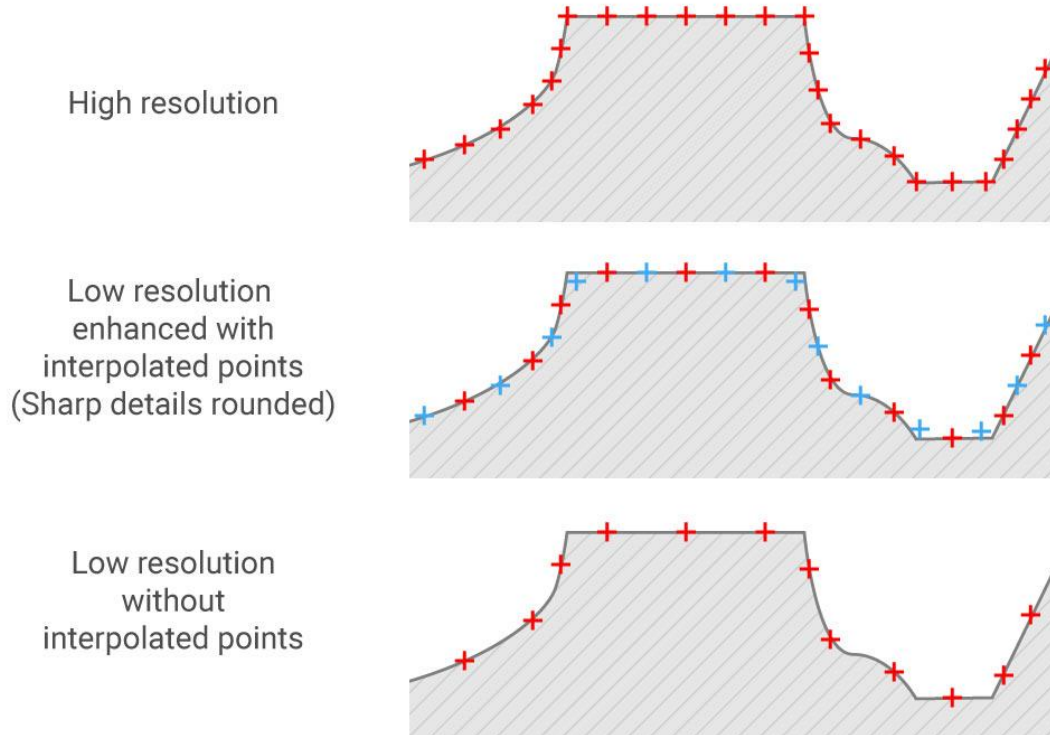 High resolution
Low resolution
enhanced with
interpolated points
(Sharp details rounded)
Low resolution
without
interpolated points